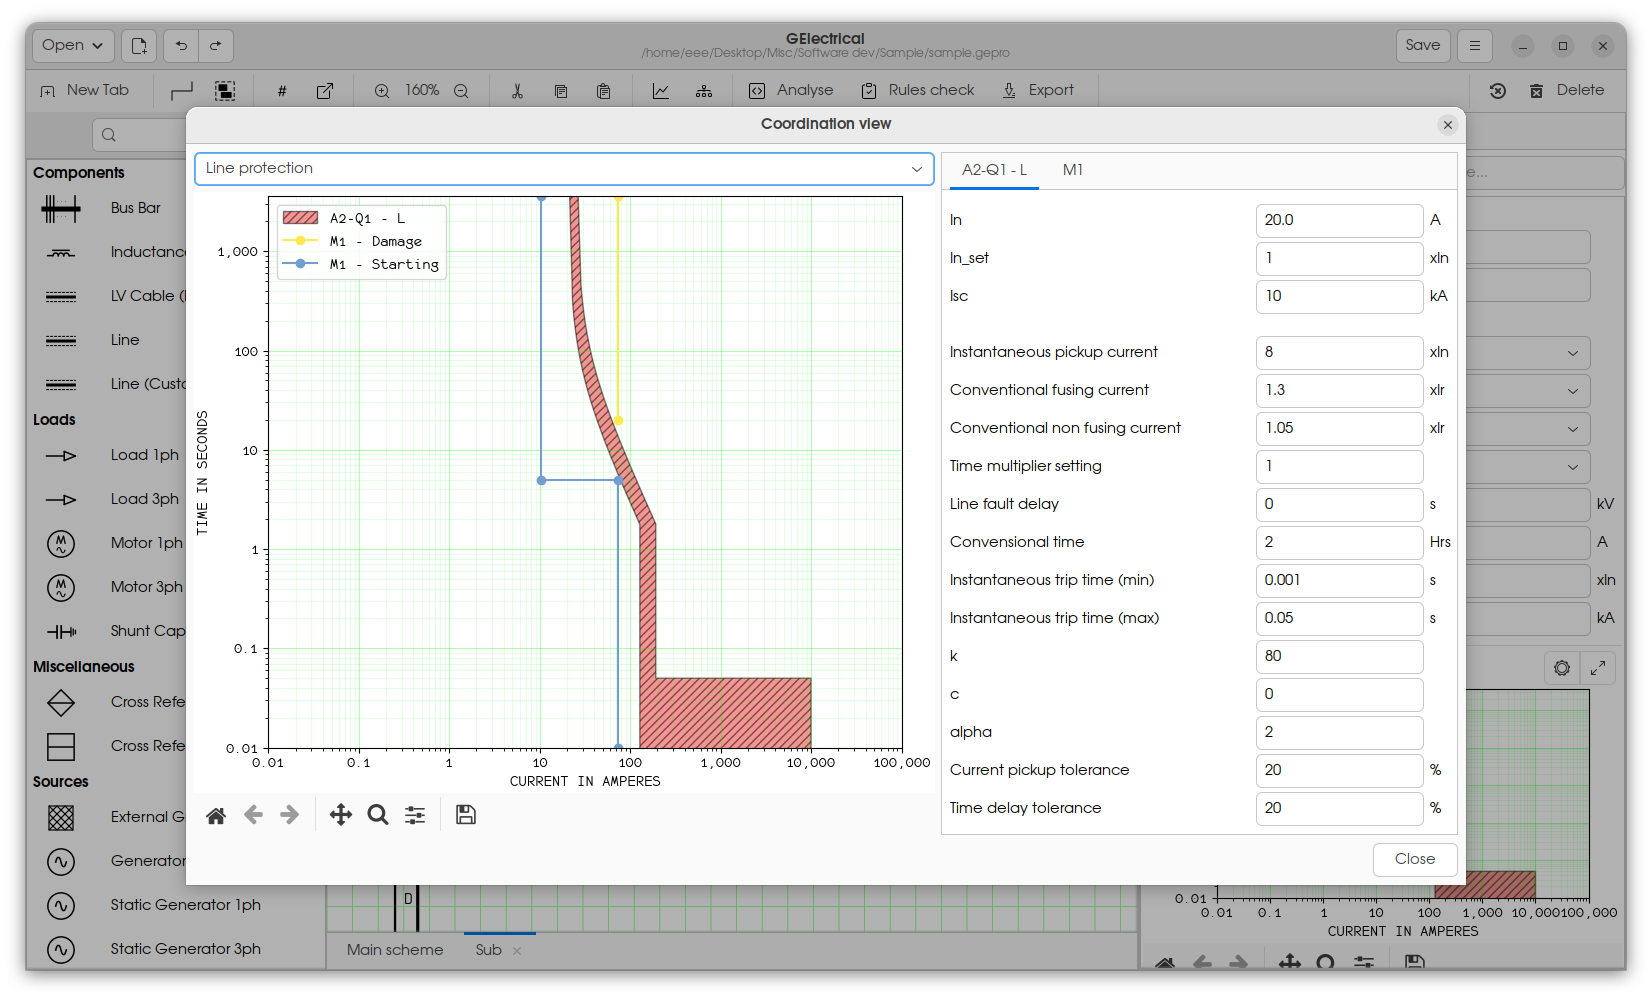 Open
GElectrical
/home/eee/Desktop/Misc/Software dev/Sample/sample.gepro
Save
New Tab
#
160%
Analyse
Rules check
Export
Delete
Coordination view
Components
Bus Bar
Inductanc
LV Cable (
Line
Line (Custo
Loads
Load 1ph
Load 3ph
Motor 1ph
Motor 3ph
Shunt Cap
Miscellaneous
Cross Refe
Cross Refe
Sources
External G
Generator
Static Generator 1ph
Static Generator 3ph
Line protection
A2-Q1 - L
M1 - Damage
M1 - Starting
TIME IN SECONDS
1,000
100
10
1
0.1
0.01
0.01 0.1 1 10 100 1,000 10,000 100,000
CURRENT IN AMPERES
A2-Q1 - L M1
In 20.0 A
In_set 1 xIn
Isc 10 kA
Instantaneous pickup current 8 xIn
Conventional fusing current 1.3 xIr
Conventional non fusing current 1.05 xIr
Time multiplier setting 1
Line fault delay 0 s
Convensional time 2 Hrs
Instantaneous trip time (min) 0.001 s
Instantaneous trip time (max) 0.05 s
k 80
c 0
alpha 2
Current pickup tolerance 20 %
Time delay tolerance 20 %
Close
e...
kV
A
xIn
kA
D
Main scheme
Sub
0.01
0.01 0.1 1 10 100 1,000 10,000 100,000
CURRENT IN AMPERES